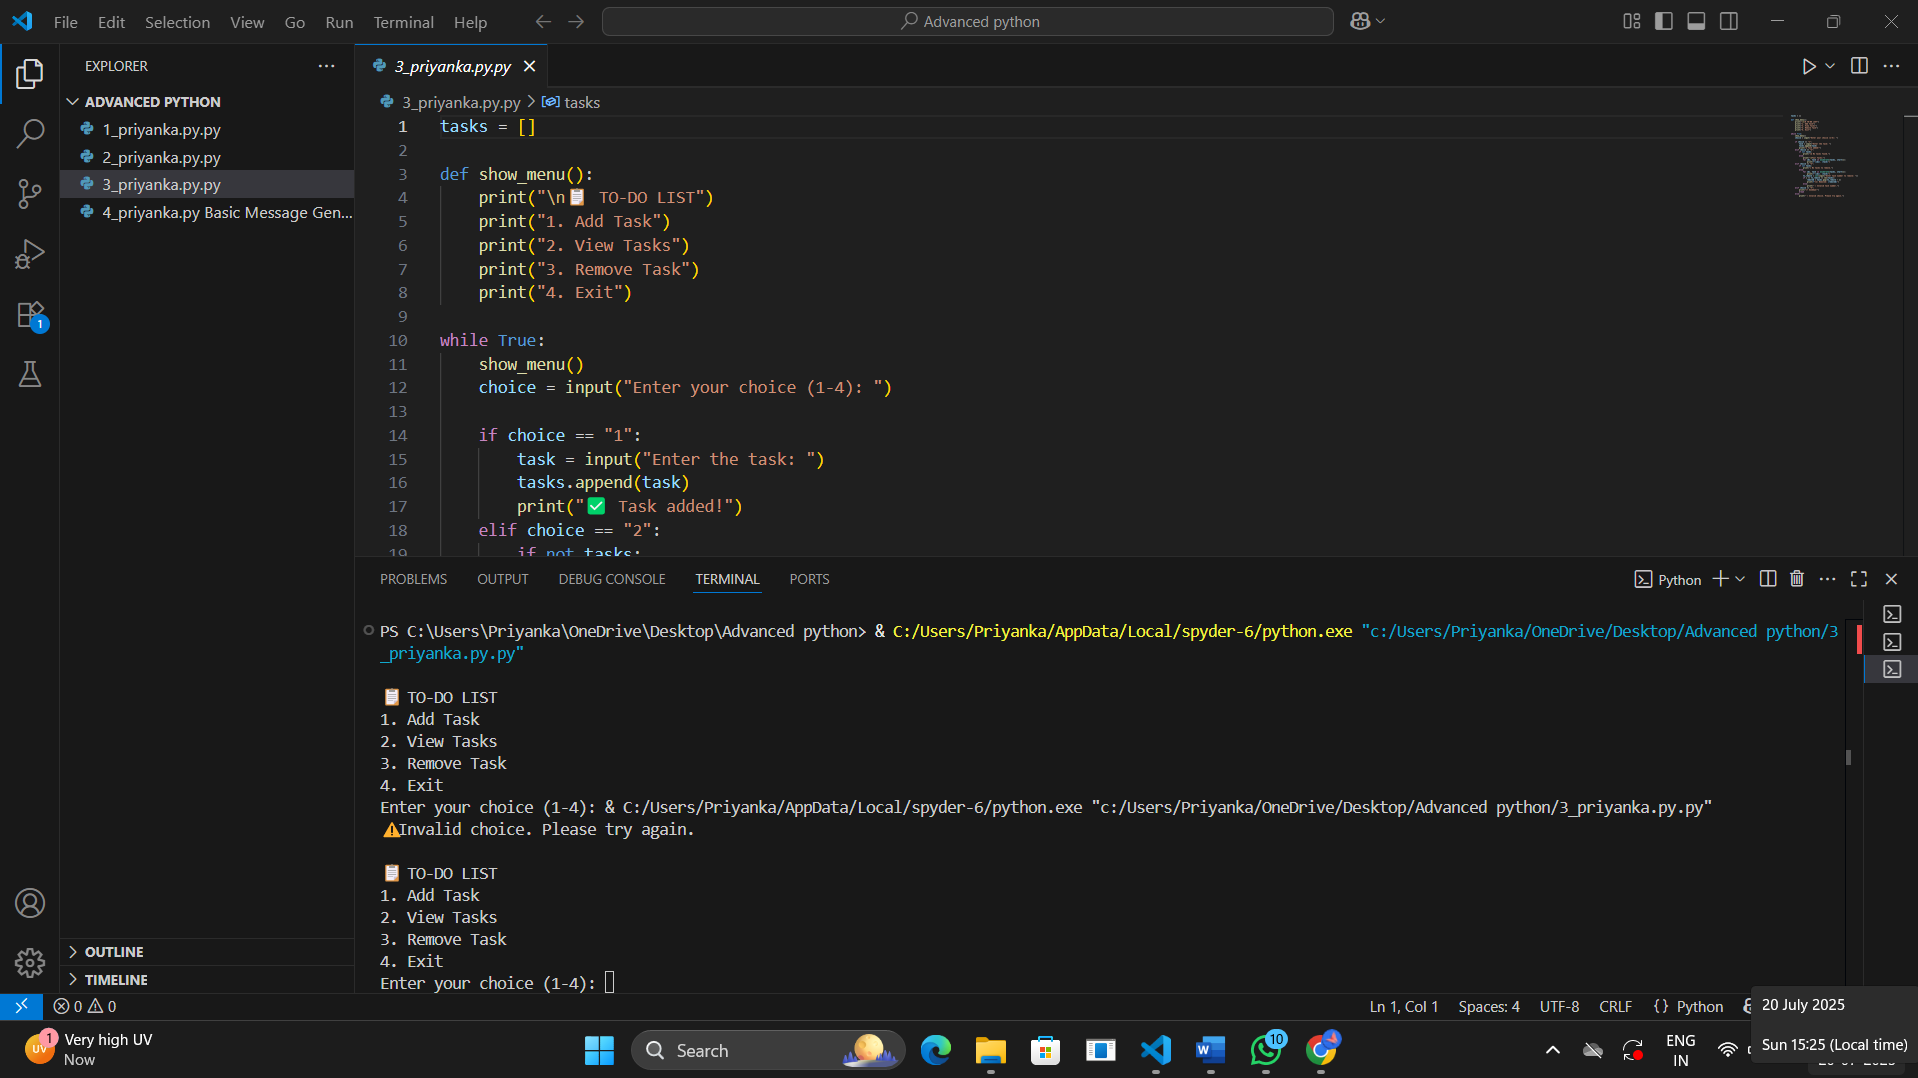 File Edit Selection View Go Run Terminal Help
Advanced python
EXPLORER
ADVANCED PYTHON
1_priyanka.py.py
2_priyanka.py.py
3_priyanka.py.py
4_priyanka.py Basic Message Gen...
OUTLINE
TIMELINE
3_priyanka.py.py
3_priyanka.py.py > tasks
1 tasks = []
2
3 def show_menu():
4 print("\n📋 TO-DO LIST")
5 print("1. Add Task")
6 print("2. View Tasks")
7 print("3. Remove Task")
8 print("4. Exit")
9
10 while True:
11 show_menu()
12 choice = input("Enter your choice (1-4): ")
13
14 if choice == "1":
15 task = input("Enter the task: ")
16 tasks.append(task)
17 print("✅ Task added!")
18 elif choice == "2":
19 if not tasks:
PROBLEMS OUTPUT DEBUG CONSOLE TERMINAL PORTS
Python
PS C:\Users\Priyanka\OneDrive\Desktop\Advanced python> & C:/Users/Priyanka/AppData/Local/spyder-6/python.exe "c:/Users/Priyanka/OneDrive/Desktop/Advanced python/3
_priyanka.py.py"
📋 TO-DO LIST
1. Add Task
2. View Tasks
3. Remove Task
4. Exit
Enter your choice (1-4): & C:/Users/Priyanka/AppData/Local/spyder-6/python.exe "c:/Users/Priyanka/OneDrive/Desktop/Advanced python/3_priyanka.py.py"
⚠️Invalid choice. Please try again.
📋 TO-DO LIST
1. Add Task
2. View Tasks
3. Remove Task
4. Exit
Enter your choice (1-4):
0 0
Ln 1, Col 1 Spaces: 4 UTF-8 CRLF {} Python
20 July 2025
Sun 15:25 (Local time)
1
UV
Very high UV
Now
Search
10
ENG
IN